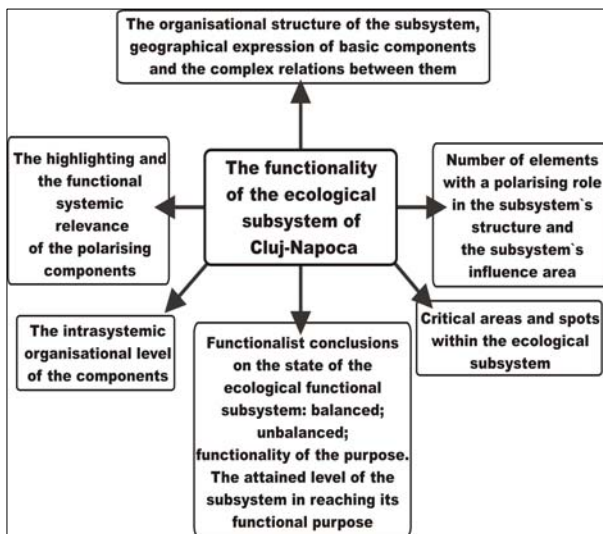 The organisational structure of the subsystem,
geographical expression of basic components
and the complex relations between them
The highlighting and
the functional
systemic
relevance
of the polarising
components
The functionality
of the ecological
subsystem of
Cluj-Napoca
Number of elements
with a polarising role
in the subsystem`s
structure and
the subsystem`s
influence area
The intrasystemic
organisational level
of the components
Functionalist conclusions
on the state of the
ecological functional
subsystem: balanced;
unbalanced;
functionality of the purpose.
The attained level of the
subsystem in reaching its
functional purpose
Critical areas and spots
within the ecological
subsystem